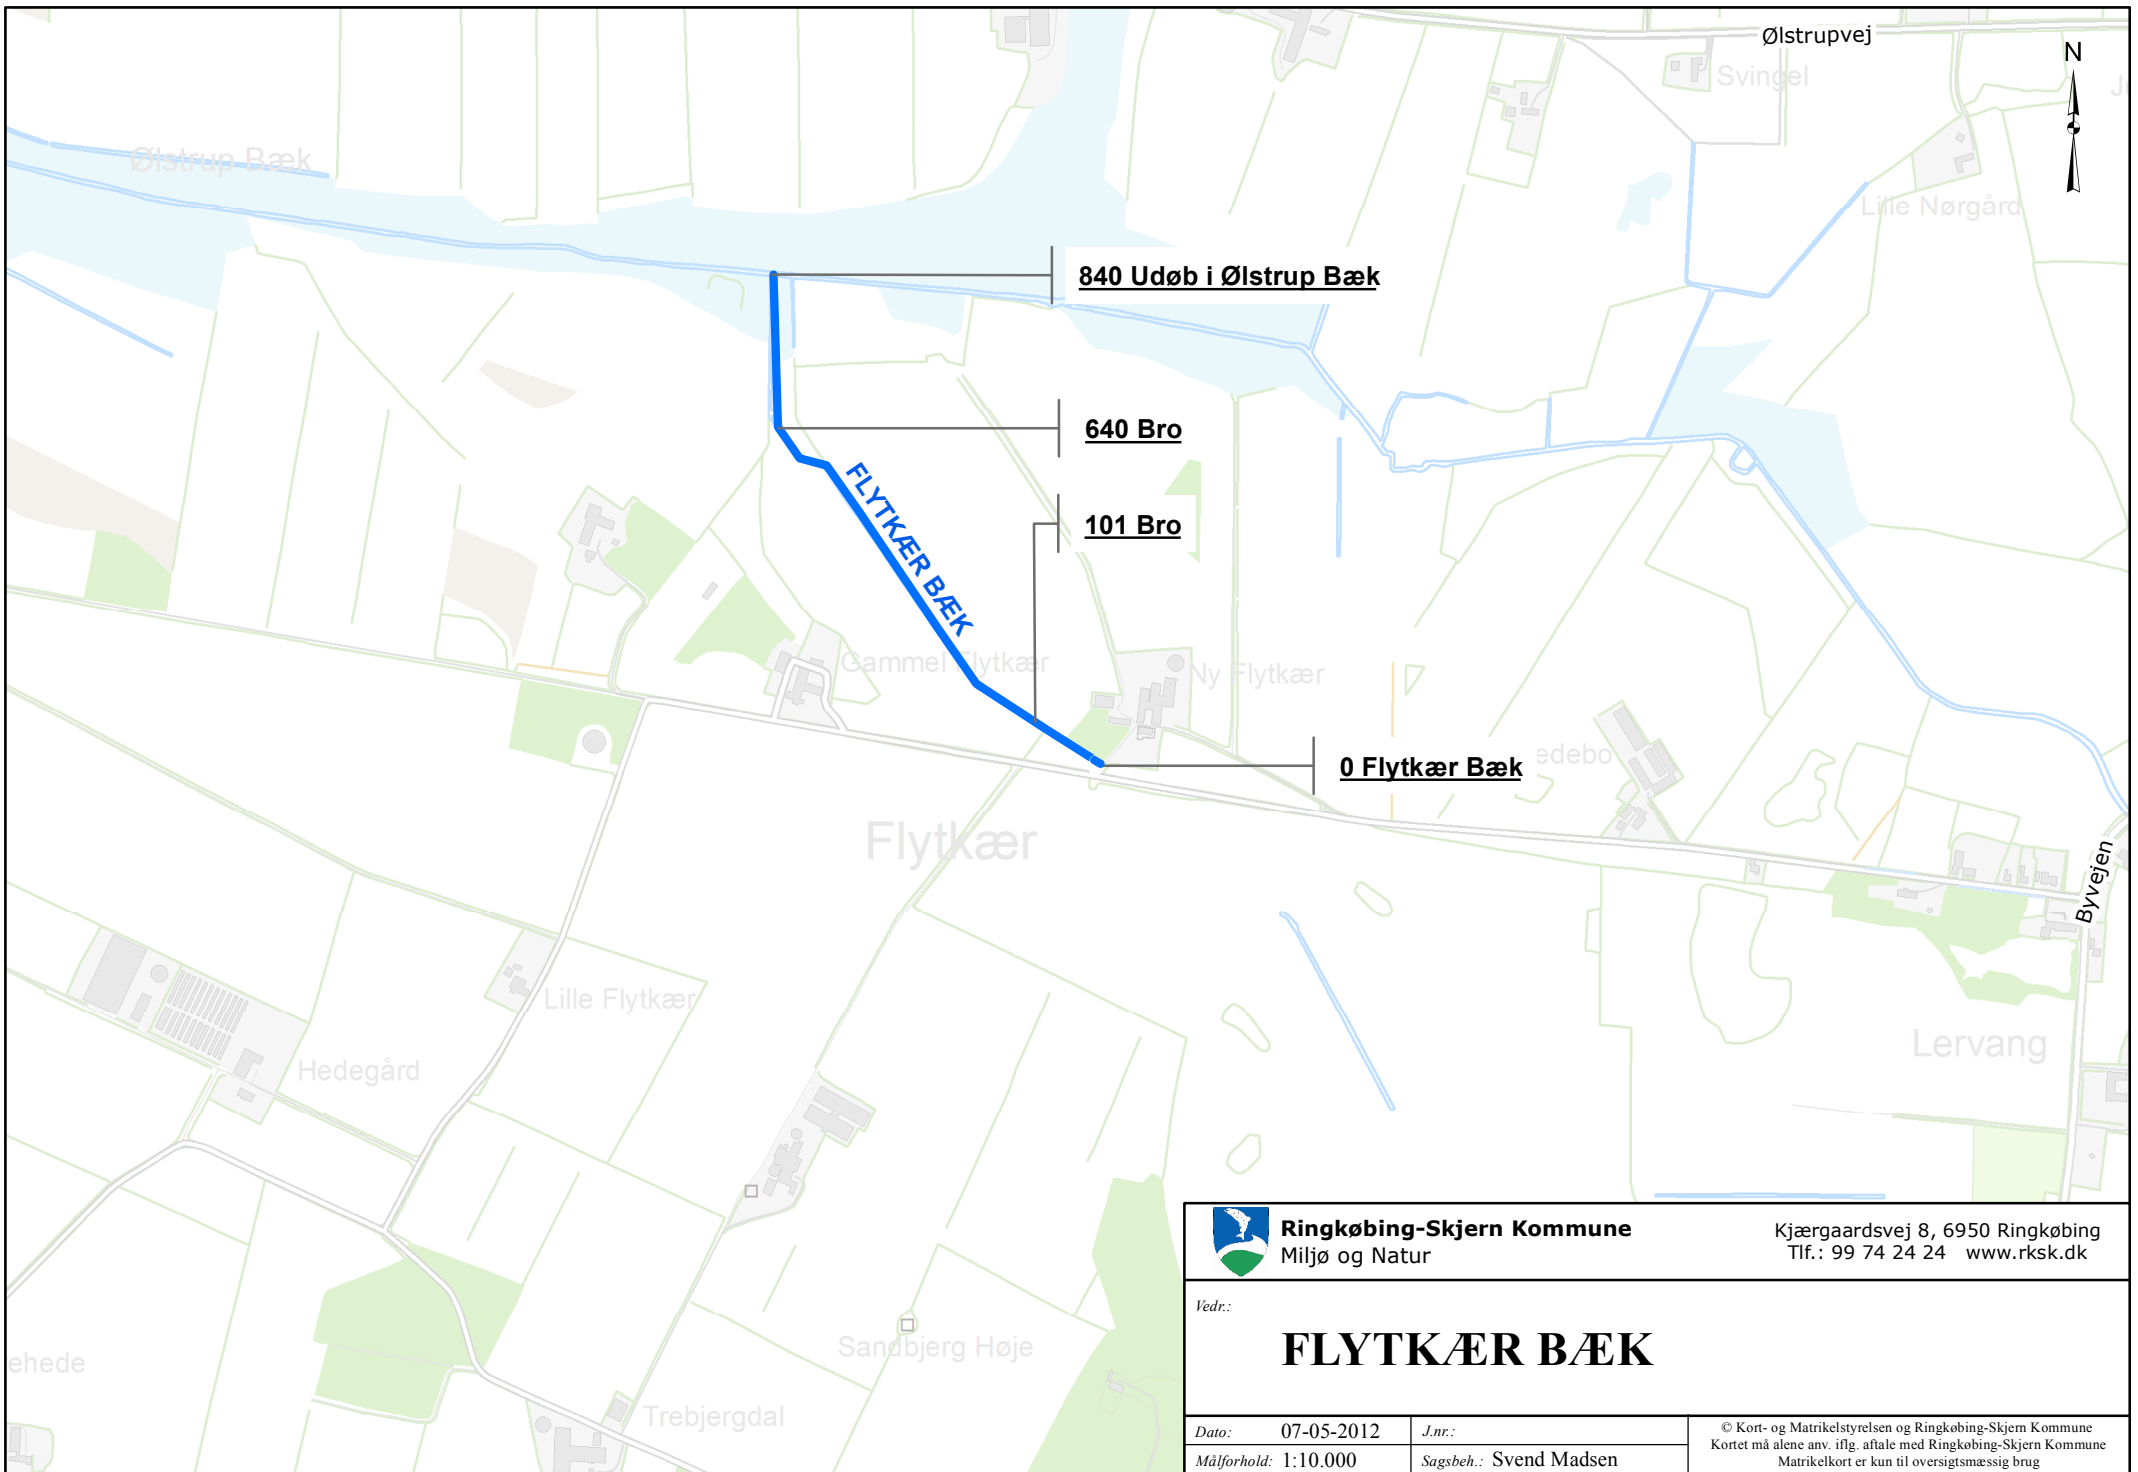 Ølstrupvej
N
Svingel
Ølstrup Bæk
Lille Nørgård
840 Udøb i Ølstrup Bæk
640 Bro
101 Bro
FLYTKÆR BÆK
Gammel Flytkær
Ny Flytkær
0 Flytkær Bæk
edebo
Flytkær
Byvejen
Lille Flytkær
Hedegård
Lervang
Sandbjerg Høje
ehede
Trebjergdal
Ringkøbing-Skjern Kommune
Miljø og Natur
Kjærgaardsvej 8, 6950 Ringkøbing
Tlf.: 99 74 24 24 www.rksk.dk
Vedr.:
FLYTKÆR BÆK
Dato: 07-05-2012
J.nr.:
Målforhold: 1:10.000
Sagsbeh.: Svend Madsen
© Kort- og Matrikelstyrelsen og Ringkøbing-Skjern Kommune
Kortet må alene anv. iflg. aftale med Ringkøbing-Skjern Kommune
Matrikelkort er kun til oversigtsmæssig brug